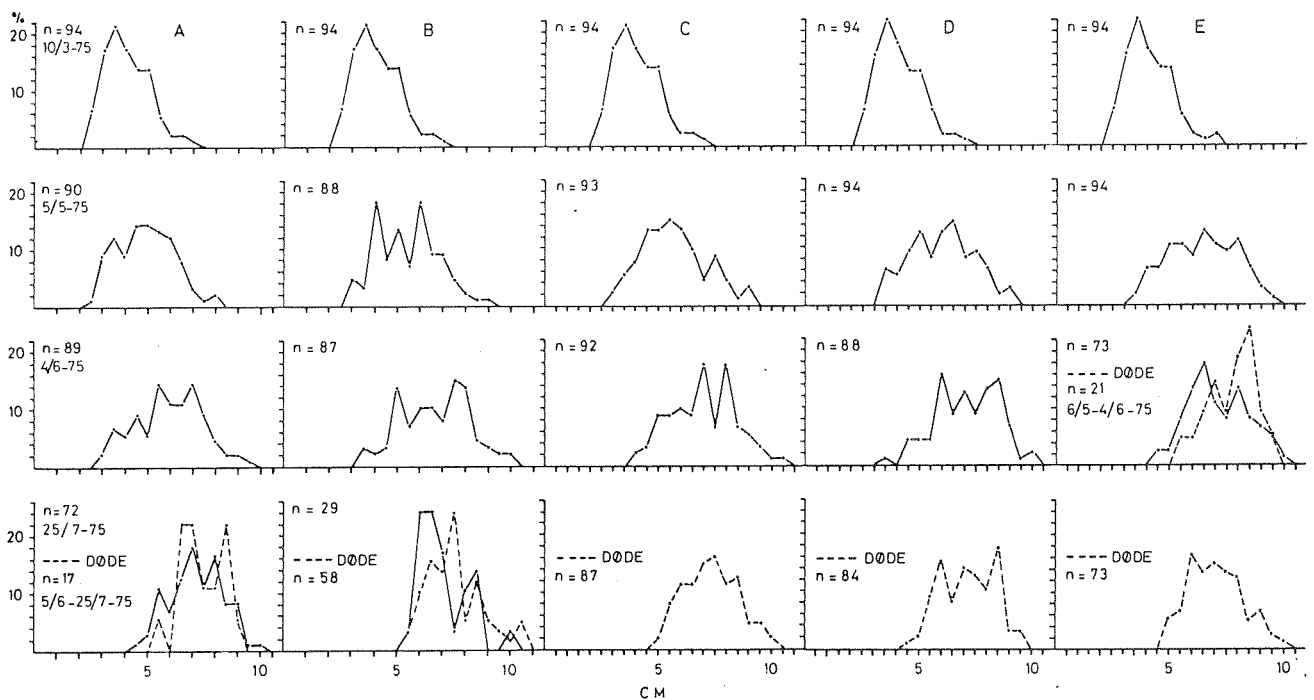 %
A B C D E
n = 94 n = 94 n = 94 n = 94 n = 94
10/3-75
20
10
n = 90 n = 88 n = 93 n = 94 n = 94
5/5-75
20
10
n = 89 n = 87 n = 92 n = 88 n = 73
4/6-75
---- DØDE
n = 21
6/5-4/6-75
20
10
n = 72 n = 29
25/7-75
---- DØDE ---- DØDE ---- DØDE ---- DØDE ---- DØDE
n = 17 n = 58 n = 87 n = 84 n = 73
5/6-25/7-75
20
10
5 10 5 10 5 10 5 10 5 10
CM